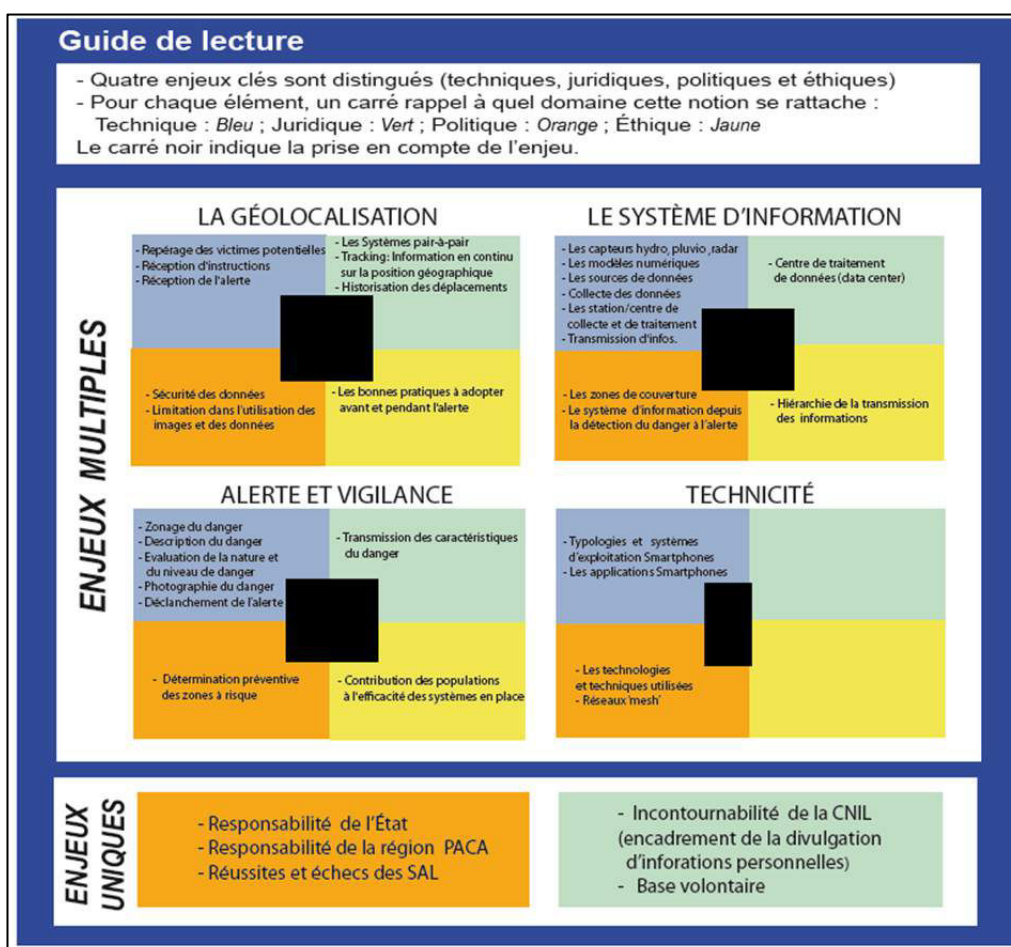 Guide de lecture
- Quatre enjeux clés sont distingués (techniques, juridiques, politiques et éthiques)
- Pour chaque élément, un carré rappel à quel domaine cette notion se rattache :
Technique : Bleu ; Juridique : Vert ; Politique : Orange ; Éthique : Jaune
Le carré noir indique la prise en compte de l'enjeu.
ENJEUX MULTIPLES
LA GÉOLOCALISATION
- Repérage des victimes potentielles
- Réception d'instructions
- Réception de l'alerte
- Les Systèmes pair-à-pair
- Tracking: Information en continu
sur la position géographique
- Historisation des déplacements
- Sécurité des données
- Limitation dans l'utilisation des
images et des données
- Les bonnes pratiques à adopter
avant et pendant l'alerte
LE SYSTÈME D'INFORMATION
- Les capteurs hydro, pluvio ,radar
- Les modèles numériques
- Les sources de données
- Collecte des données
- Les station/centre de
collecte et de traitement
- Transmission d'infos.
- Centre de traitement
de données (data center)
- Les zones de couverture
- Le système d'information depuis
la détection du danger à l'alerte
- Hiérarchie de la transmission
des informations
ALERTE ET VIGILANCE
- Zonage du danger
- Description du danger
- Evaluation de la nature et
du niveau de danger
- Photographie du danger
- Déclanchement de l'alerte
- Transmission des caractéristiques
du danger
- Détermination préventive
des zones à risque
- Contribution des populations
à l'efficacité des systèmes en place
TECHNICITÉ
- Typologies et systèmes
d'exploitation Smartphones
- Les applications Smartphones
- Les technologies
et techniques utilisées
- Réseaux 'mesh'
ENJEUX
UNIQUES
- Responsabilité de l'État
- Responsabilité de la région PACA
- Réussites et échecs des SAL
- Incontournabilité de la CNIL
(encadrement de la divulgation
d'inforations personnelles)
- Base volontaire